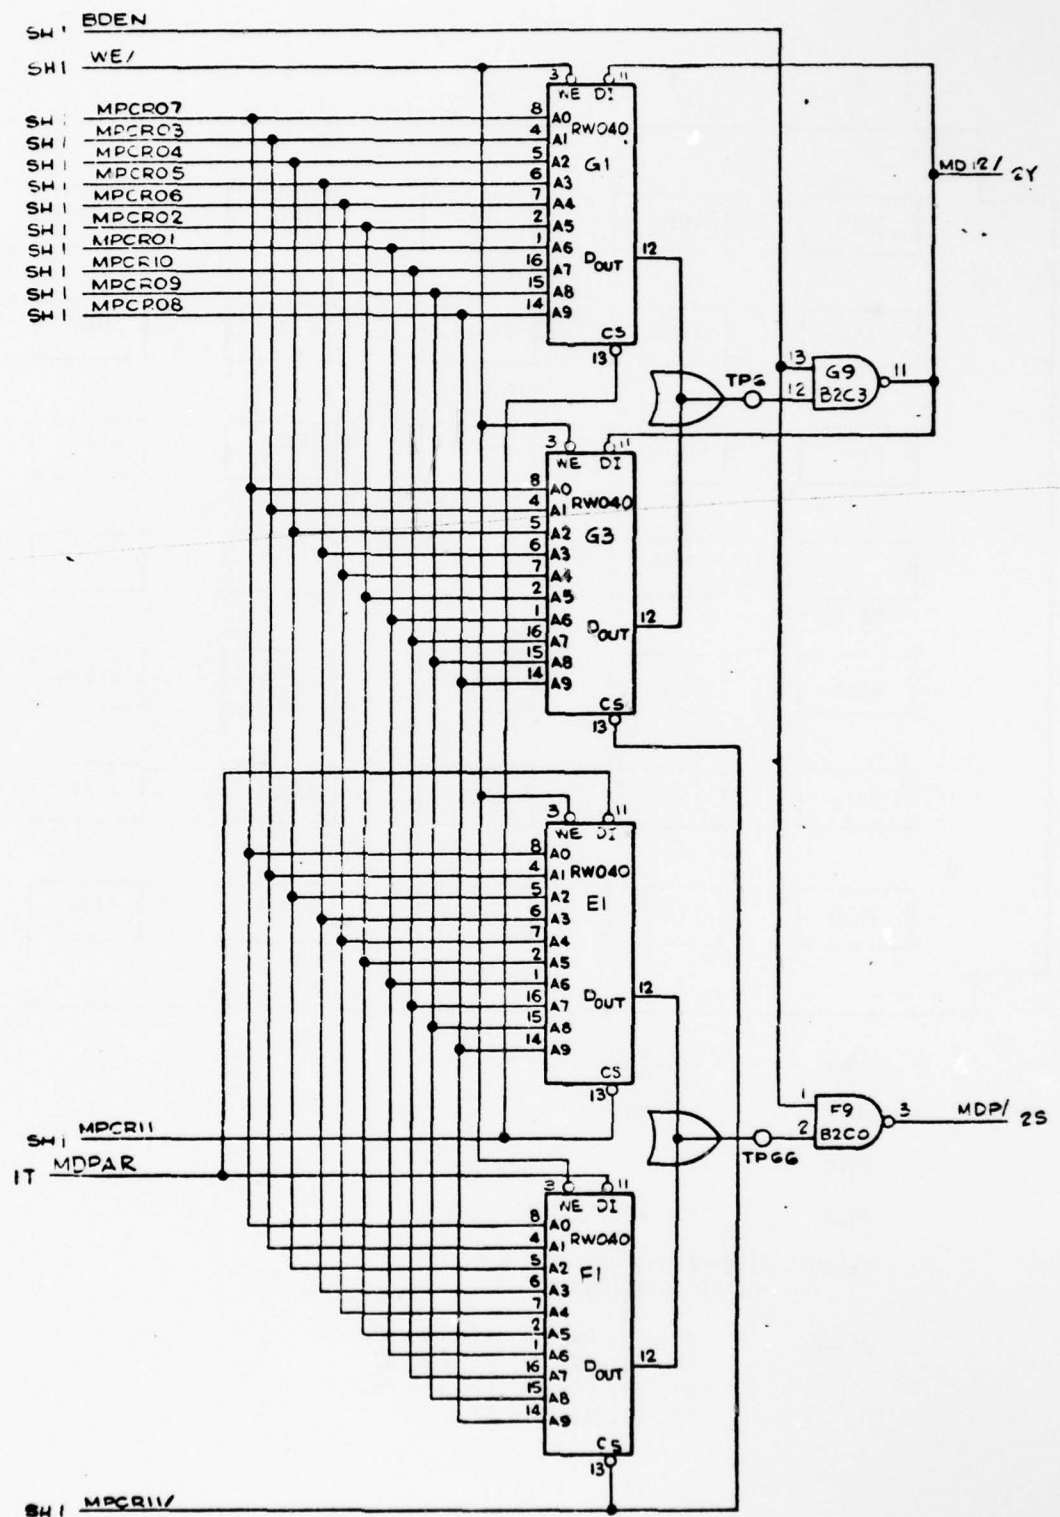 SH1 BDEN
SH1 WE/
SH1 MPCR07
SH1 MPCR03
SH1 MPCR04
SH1 MPCR05
SH1 MPCR06
SH1 MPCR02
SH1 MPCR01
SH1 MPCR10
SH1 MPCR09
SH1 MPCR08
3 11
WE DI
8 A0
RW040
4 A1
5 A2
G1
6 A3
7 A4
2 A5
1 A6
16 A7
DOUT 12
15 A8
14 A9
CS
13
MD12/ 2Y
TPG
13
12
G9
B2C3
11
3 11
WE DI
8 A0
4 A1
RW040
5 A2
G3
6 A3
7 A4
2 A5
1 A6
DOUT 12
16 A7
15 A8
14 A9
CS
13
3 11
WE DI
8 A0
4 A1
RW040
5 A2
E1
6 A3
7 A4
2 A5
1 A6
DOUT 12
16 A7
15 A8
14 A9
CS
13
SH1 MPCR11
1T MDPAR
TPGG
1
2
F9
B2C0
3
MDP/ 2S
3 11
WE DI
8 A0
4 A1
RW040
5 A2
F1
6 A3
7 A4
2 A5
1 A6
DOUT 12
16 A7
15 A8
14 A9
CS
13
SH1 MPCR11/